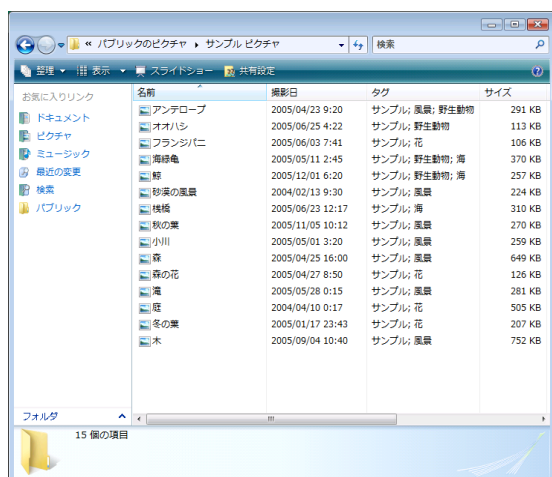 « パブリックのピクチャ ▸ サンプル ピクチャ 検索
整理 表示 スライドショー 共有設定
お気に入りリンク
ドキュメント
ピクチャ
ミュージック
最近の変更
検索
パブリック
名前 撮影日 タグ サイズ
アンテロープ 2005/04/23 9:20 サンプル; 風景; 野生動物 291 KB
オオハシ 2005/06/25 4:22 サンプル; 野生動物 113 KB
フランジパニ 2005/06/03 7:41 サンプル; 花 106 KB
海緑亀 2005/05/11 2:45 サンプル; 野生動物; 海 370 KB
鯨 2005/12/01 6:20 サンプル; 野生動物; 海 257 KB
砂漠の風景 2004/02/13 9:30 サンプル; 風景 224 KB
桟橋 2005/06/23 12:17 サンプル; 海 310 KB
秋の葉 2005/11/05 10:12 サンプル; 風景 270 KB
小川 2005/05/01 3:20 サンプル; 風景 259 KB
森 2005/04/25 16:00 サンプル; 風景 649 KB
森の花 2005/04/27 8:50 サンプル; 花 126 KB
滝 2005/05/28 0:15 サンプル; 風景 281 KB
庭 2004/04/10 0:17 サンプル; 花 505 KB
冬の葉 2005/01/17 23:43 サンプル; 花 207 KB
木 2005/09/04 10:40 サンプル; 風景 752 KB
フォルダ
15 個の項目